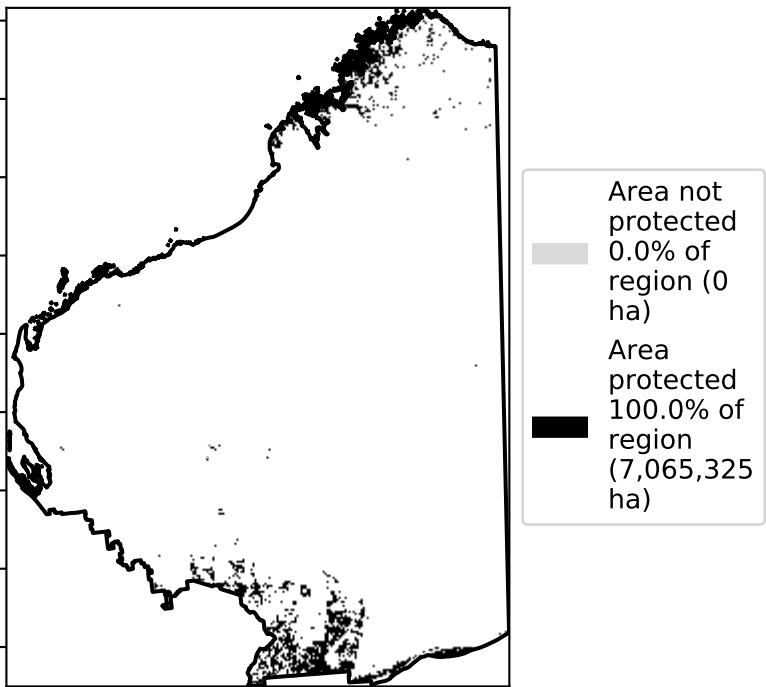 Area not
protected
0.0% of
region (0
ha)
Area
protected
100.0% of
region
(7,065,325
ha)